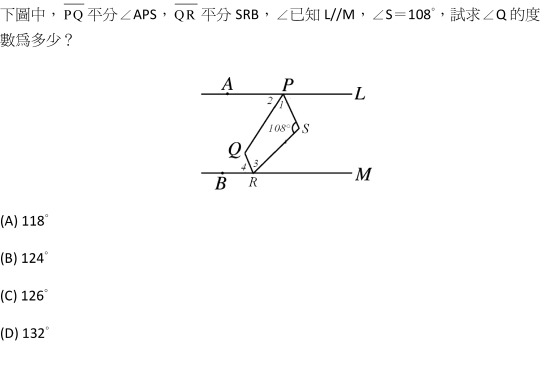 下圖中，PQ 平分∠APS，QR 平分 SRB，∠已知 L//M，∠S＝108°，試求∠Q 的度
數為多少？
A P L
2 1
108° S
Q
4 3
B R M
(A) 118°
(B) 124°
(C) 126°
(D) 132°